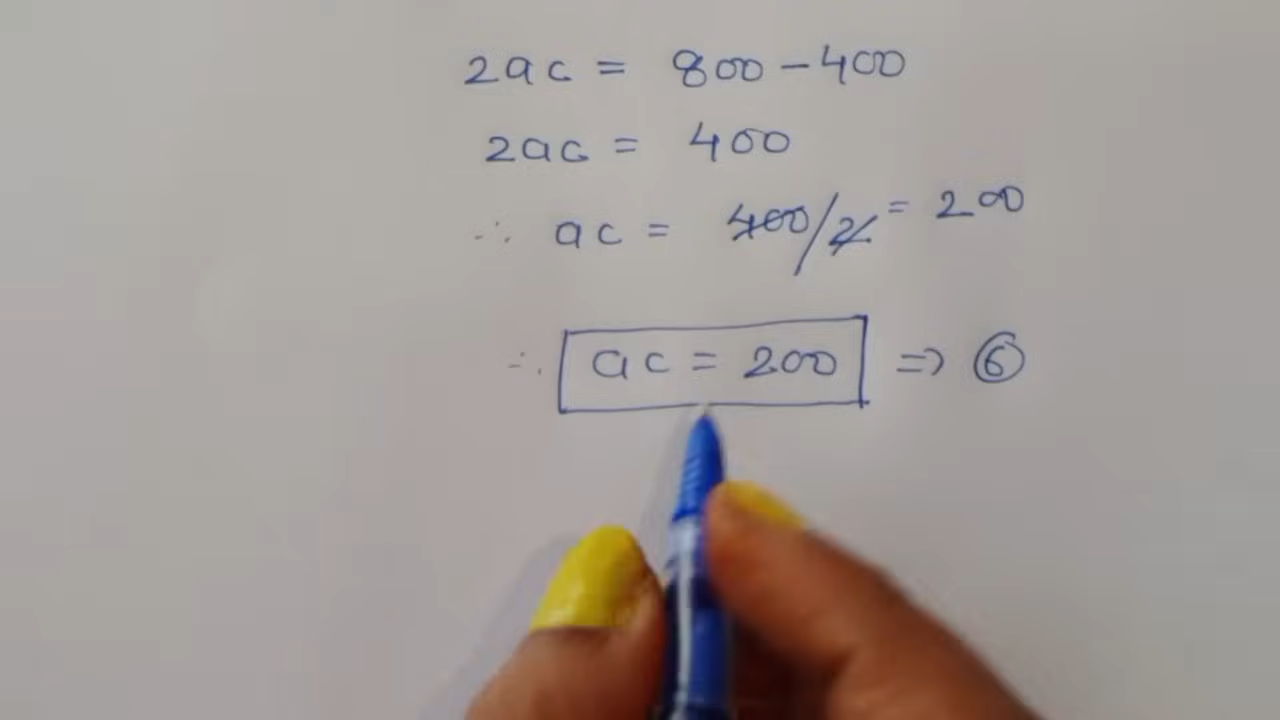 2ac = 800 - 400
2ac = 400
∴ ac = 400/2 = 200
∴ ac = 200 => ⑥